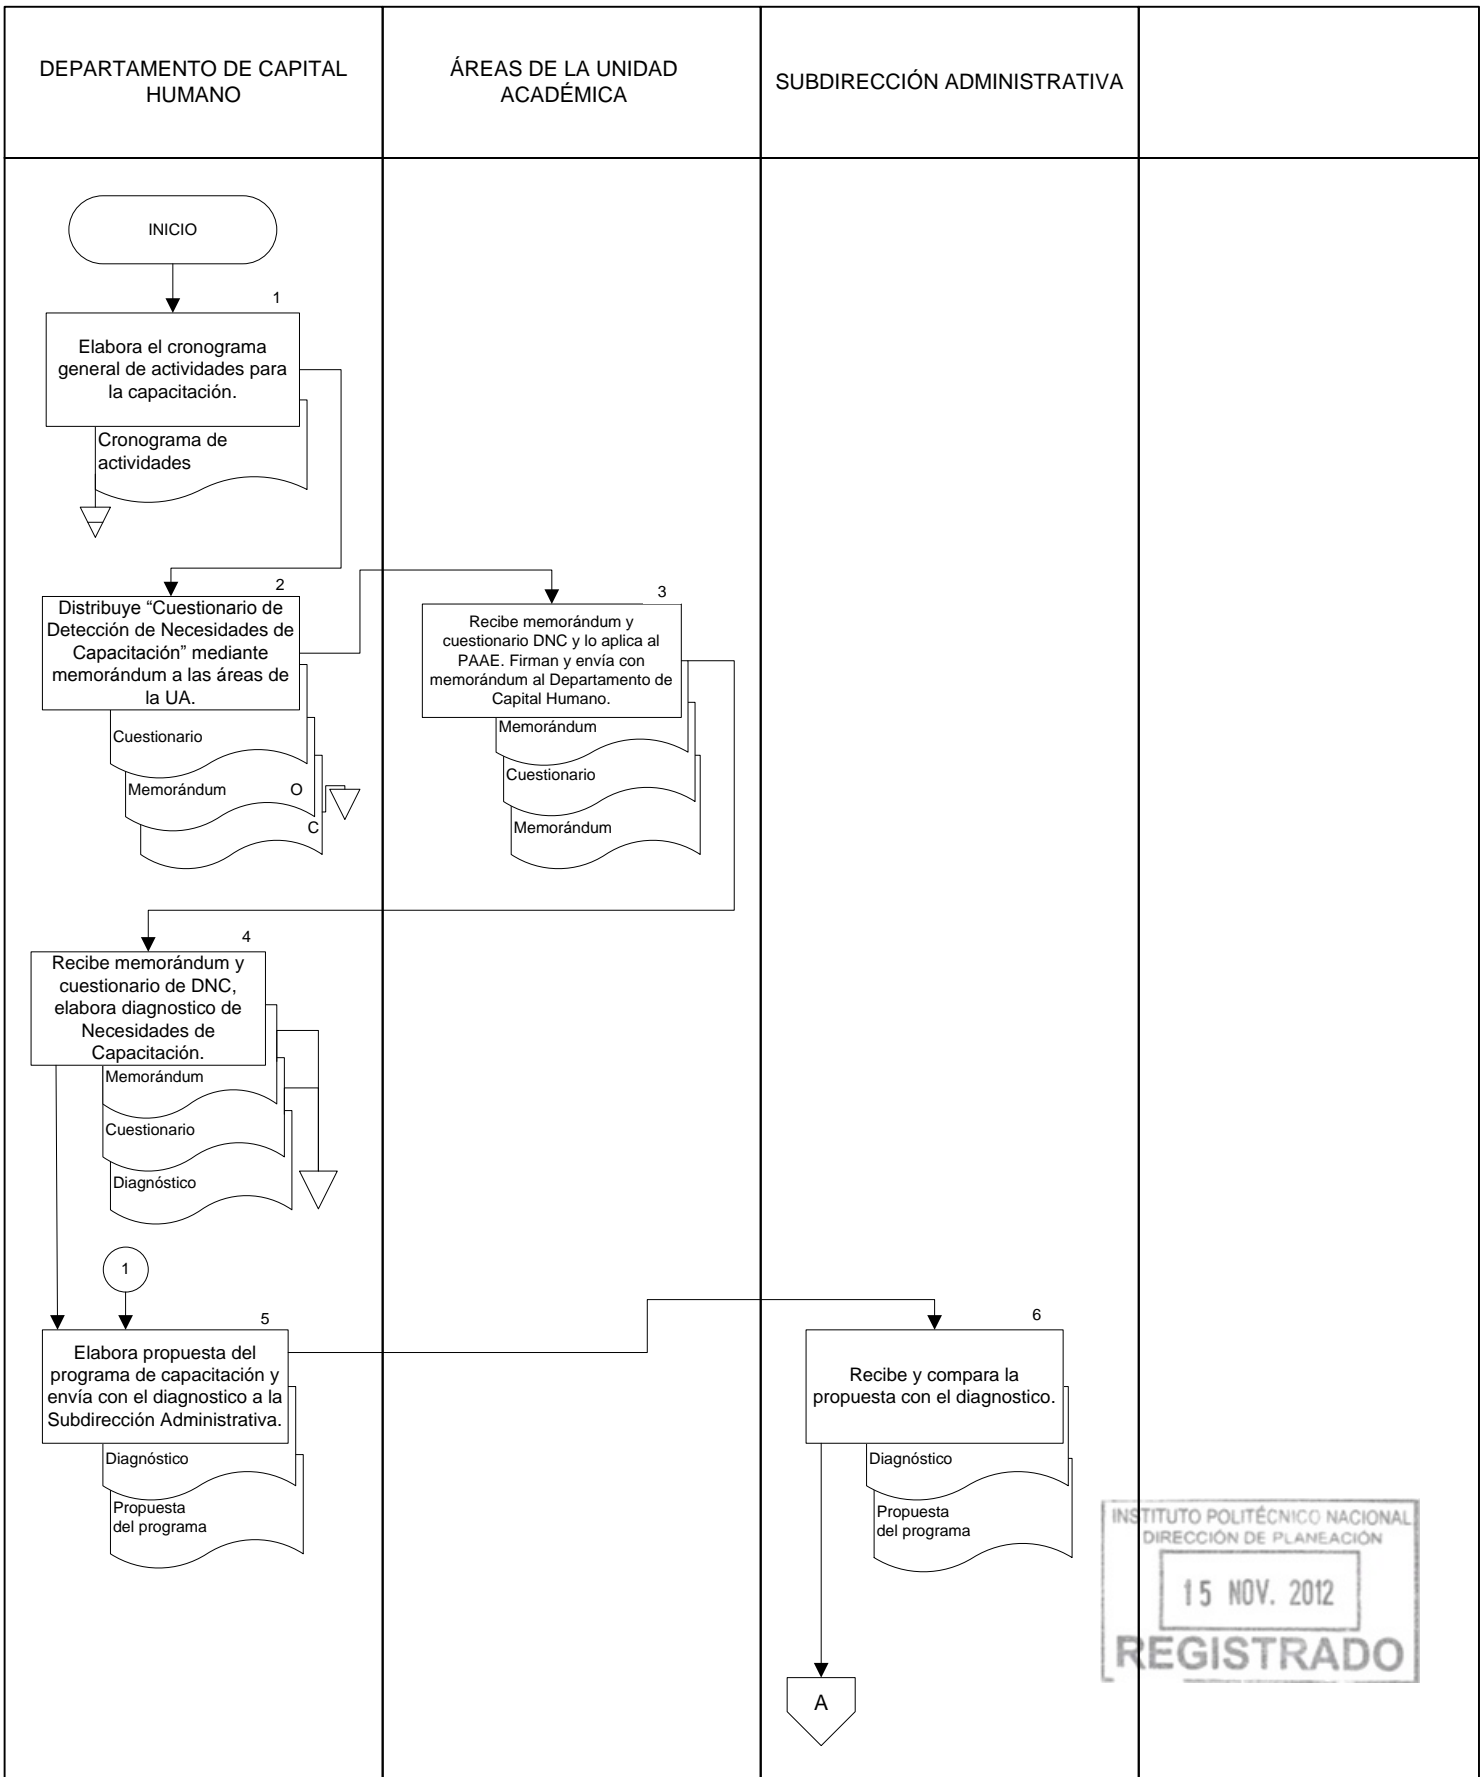 DEPARTAMENTO DE CAPITAL
HUMANO
ÁREAS DE LA UNIDAD
ACADÉMICA
SUBDIRECCIÓN ADMINISTRATIVA
INICIO
1
Elabora el cronograma
general de actividades para
la capacitación.
Cronograma de
actividades
2
Distribuye “Cuestionario de
Detección de Necesidades de
Capacitación” mediante
memorándum a las áreas de
la UA.
Cuestionario
Memorándum O
C
3
Recibe memorándum y
cuestionario DNC y lo aplica al
PAAE. Firman y envía con
memorándum al Departamento de
Capital Humano.
Memorándum
Cuestionario
Memorándum
4
Recibe memorándum y
cuestionario de DNC,
elabora diagnostico de
Necesidades de
Capacitación.
Memorándum
Cuestionario
Diagnóstico
1
5
Elabora propuesta del
programa de capacitación y
envía con el diagnostico a la
Subdirección Administrativa.
Diagnóstico
Propuesta
del programa
6
Recibe y compara la
propuesta con el diagnostico.
Diagnóstico
Propuesta
del programa
A
INSTITUTO POLITÉCNICO NACIONAL
DIRECCIÓN DE PLANEACIÓN
15 NOV. 2012
REGISTRADO